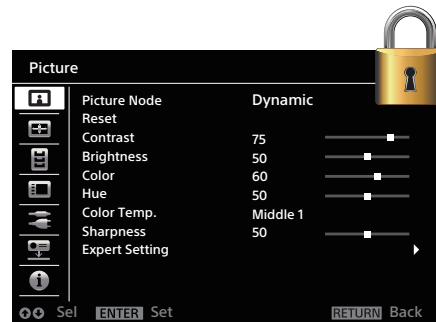 Picture
Picture Node Dynamic
Reset
Contrast 75
Brightness 50
Color 60
Hue 50
Color Temp. Middle 1
Sharpness 50
Expert Setting
Sel ENTER Set RETURN Back